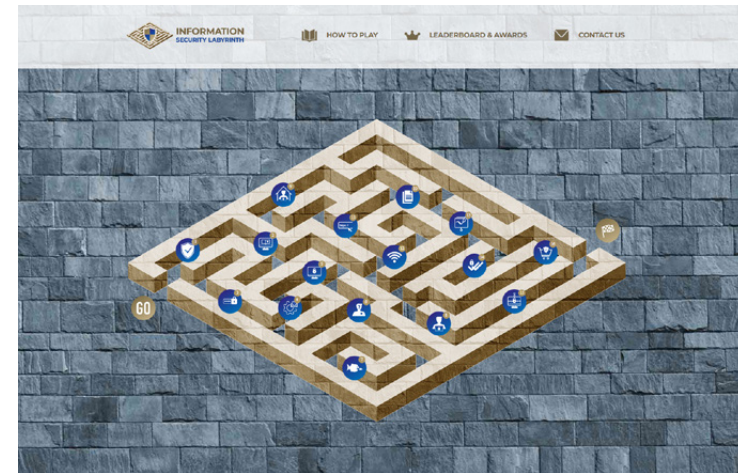 INFORMATION
SECURITY LABYRINTH
HOW TO PLAY
LEADERBOARD & AWARDS
CONTACT US
GO